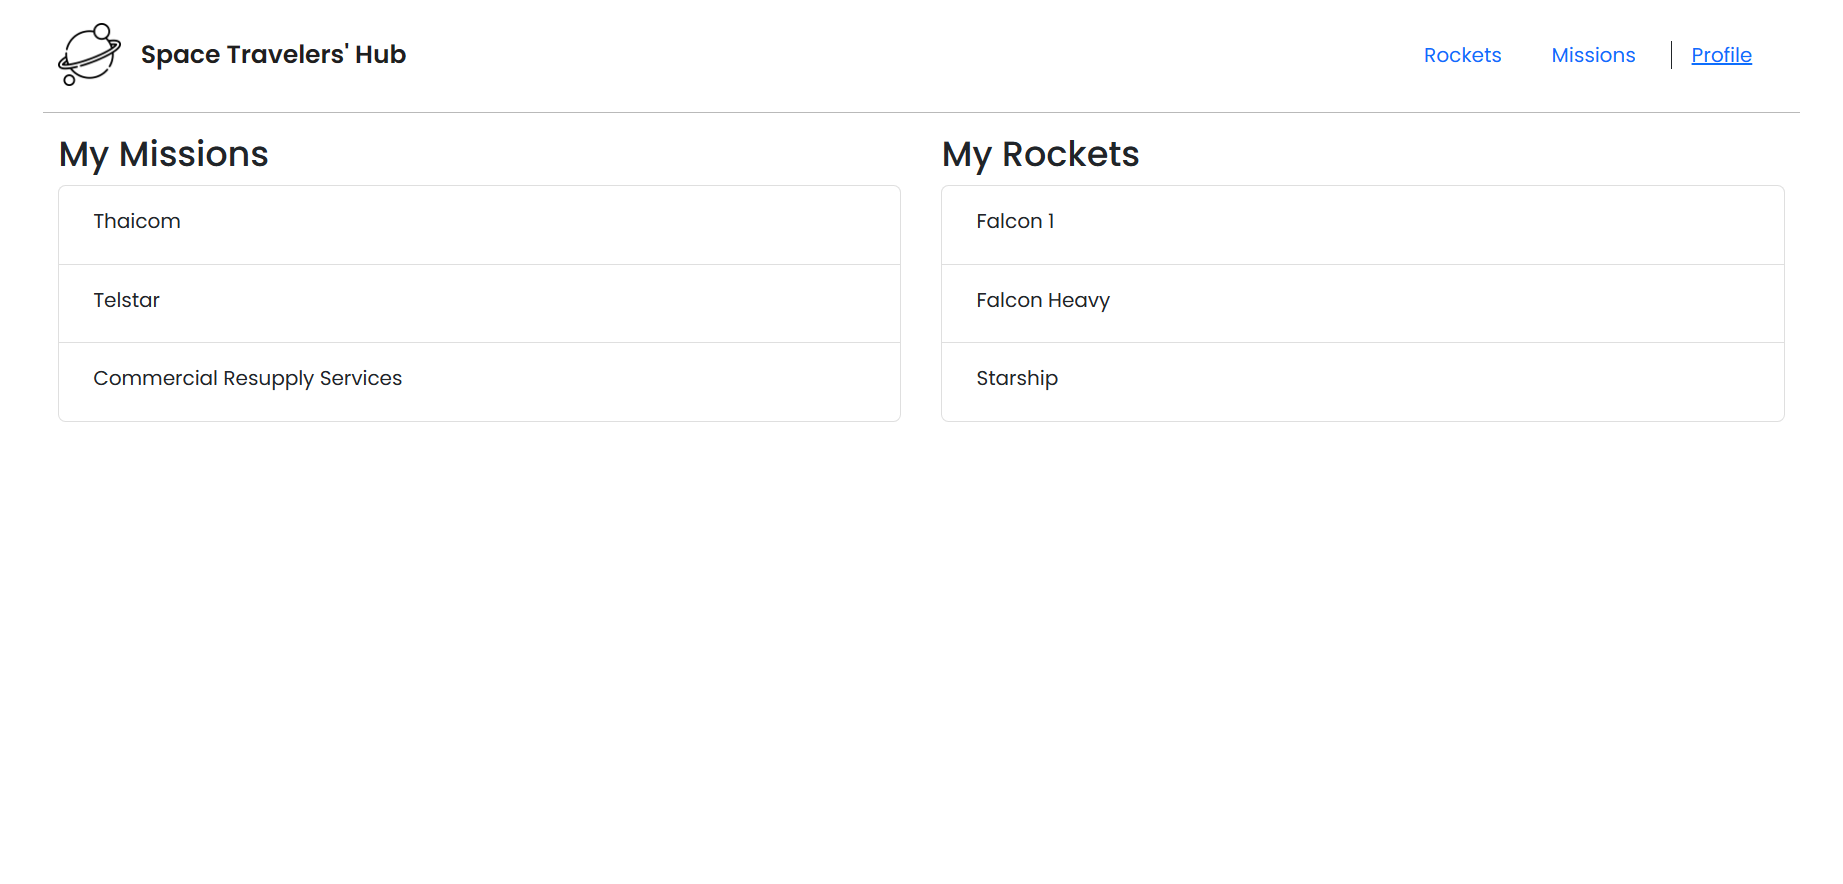 Space Travelers' Hub
Rockets
Missions
Profile
My Missions
Thaicom
Telstar
Commercial Resupply Services
My Rockets
Falcon 1
Falcon Heavy
Starship